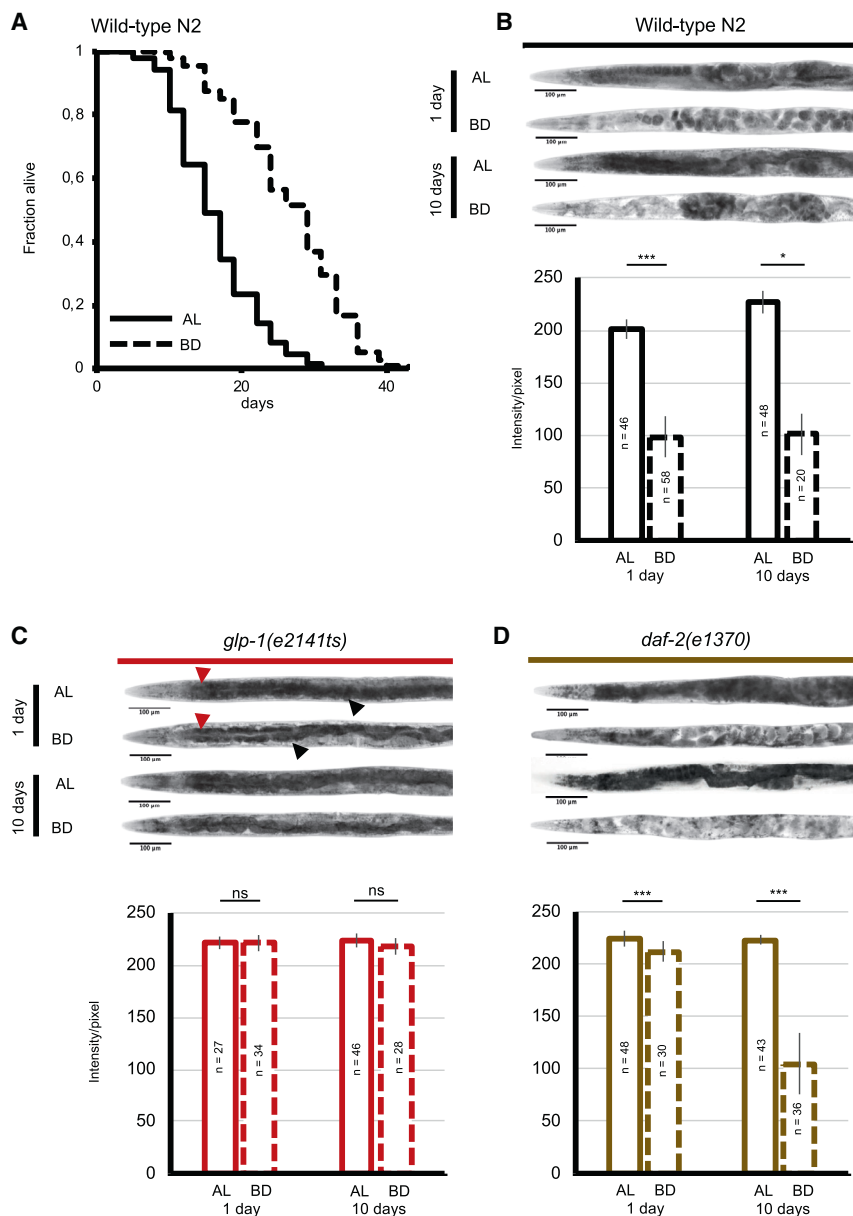 A
Wild-type N2
1
0,8
0,6
0,4
0,2
0
Fraction alive
AL
BD
0
20
40
days
B
Wild-type N2
1 day
AL
100 µm
BD
100 µm
10 days
AL
100 µm
BD
100 µm
***
*
250
200
150
100
50
0
Intensity/pixel
n = 46
n = 58
n = 48
n = 20
AL BD AL BD
1 day 10 days
C
glp-1(e2141ts)
1 day
AL
100 µm
BD
100 µm
10 days
AL
100 µm
BD
100 µm
ns
ns
250
200
150
100
50
0
Intensity/pixel
n = 27
n = 34
n = 46
n = 28
AL BD AL BD
1 day 10 days
D
daf-2(e1370)
100 µm
100 µm
100 µm
100 µm
***
***
250
200
150
100
50
0
n = 48
n = 30
n = 43
n = 36
AL BD AL BD
1 day 10 days